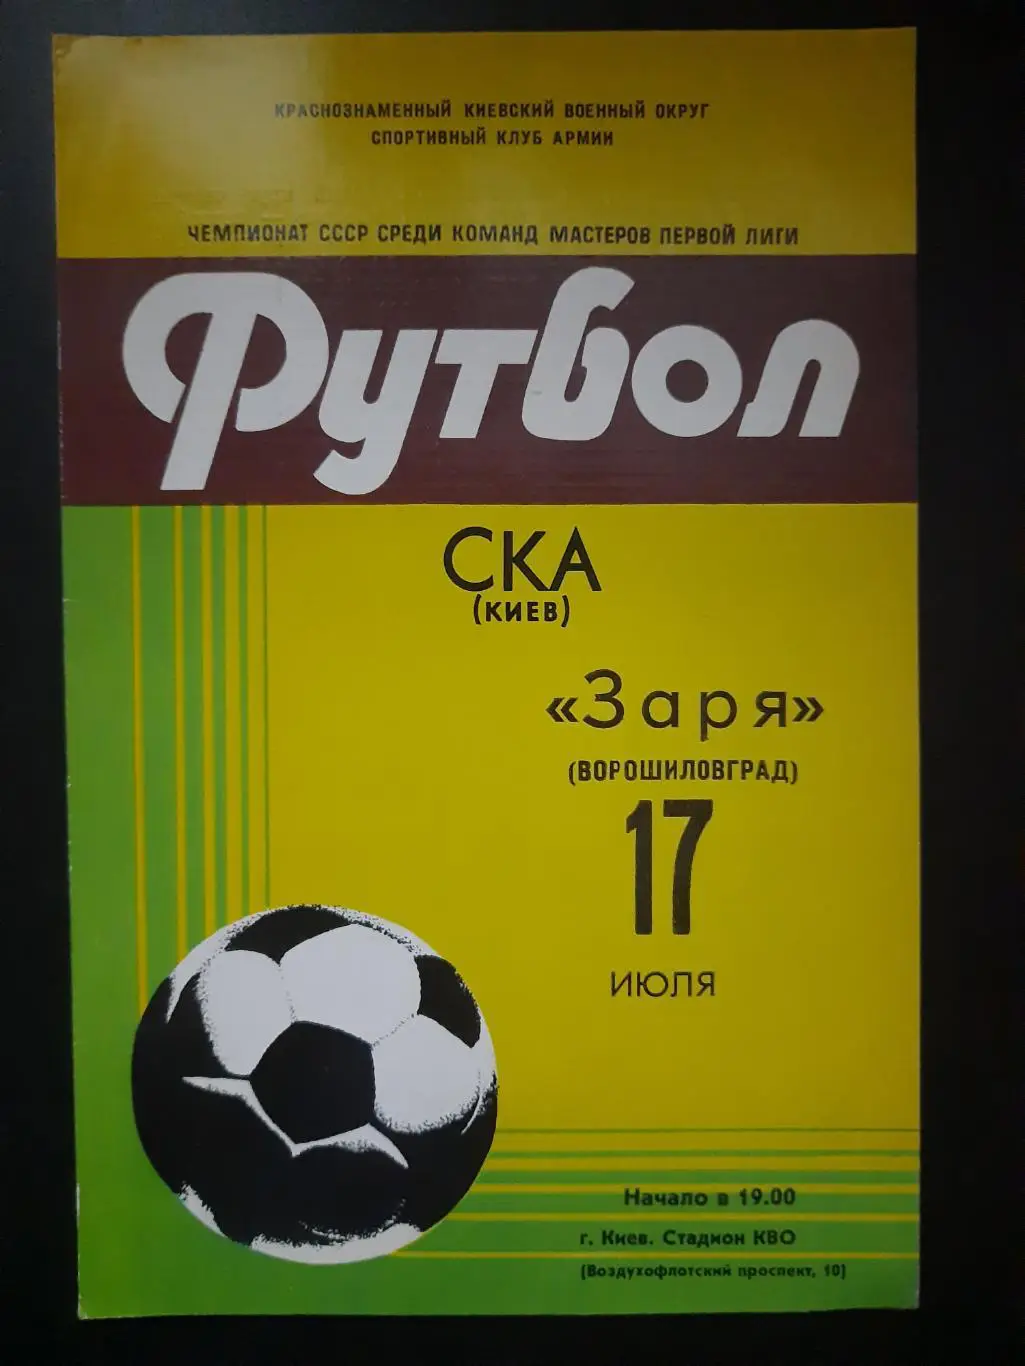 КРАСНОЗНАМЕННЫЙ КИЕВСКИЙ ВОЕННЫЙ ОКРУГ
СПОРТИВНЫЙ КЛУБ АРМИИ
ЧЕМПИОНАТ СССР СРЕДИ КОМАНД МАСТЕРОВ ПЕРВОЙ ЛИГИ
Футбол
СКА
(КИЕВ)
«Заря»
(ВОРОШИЛОВГРАД)
17
ИЮЛЯ
Начало в 19.00
г. Киев. Стадион КВО
(Воздухофлотский проспект, 10)